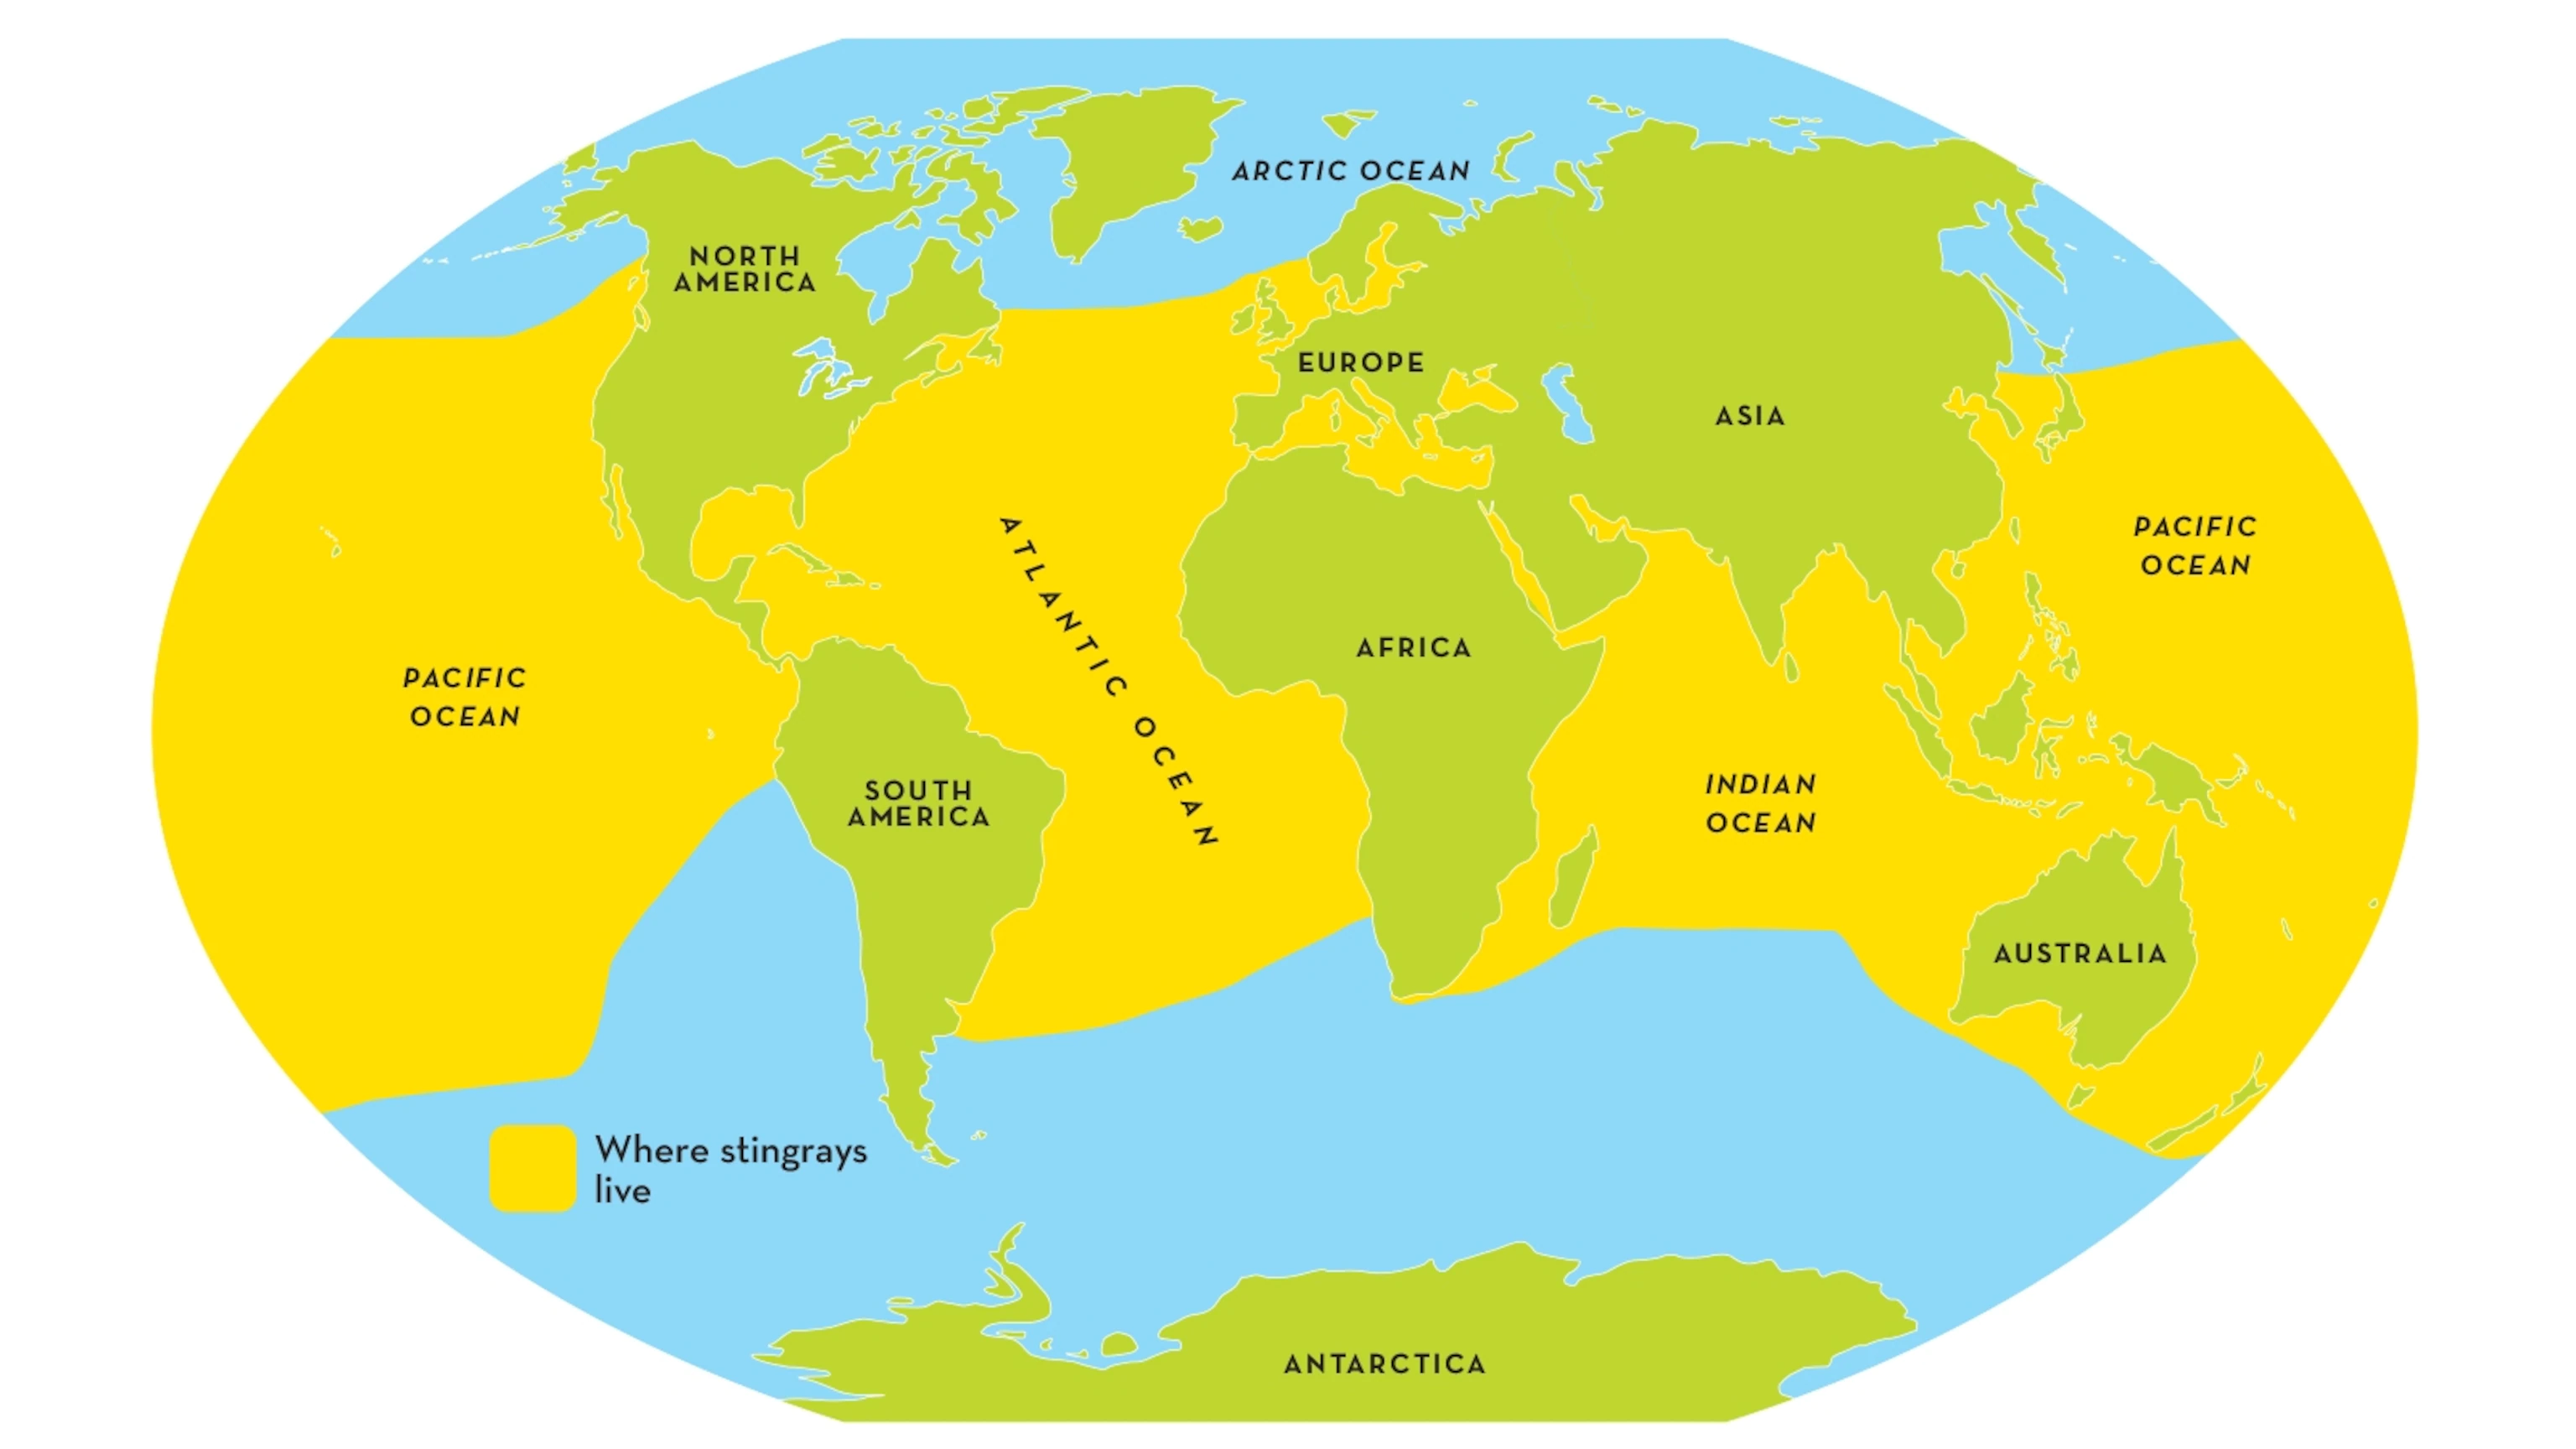 ARCTIC OCEAN
NORTH
AMERICA
EUROPE
ASIA
ATLANTIC OCEAN
PACIFIC
OCEAN
AFRICA
PACIFIC
OCEAN
SOUTH
AMERICA
INDIAN
OCEAN
AUSTRALIA
Where stingrays
live
ANTARCTICA